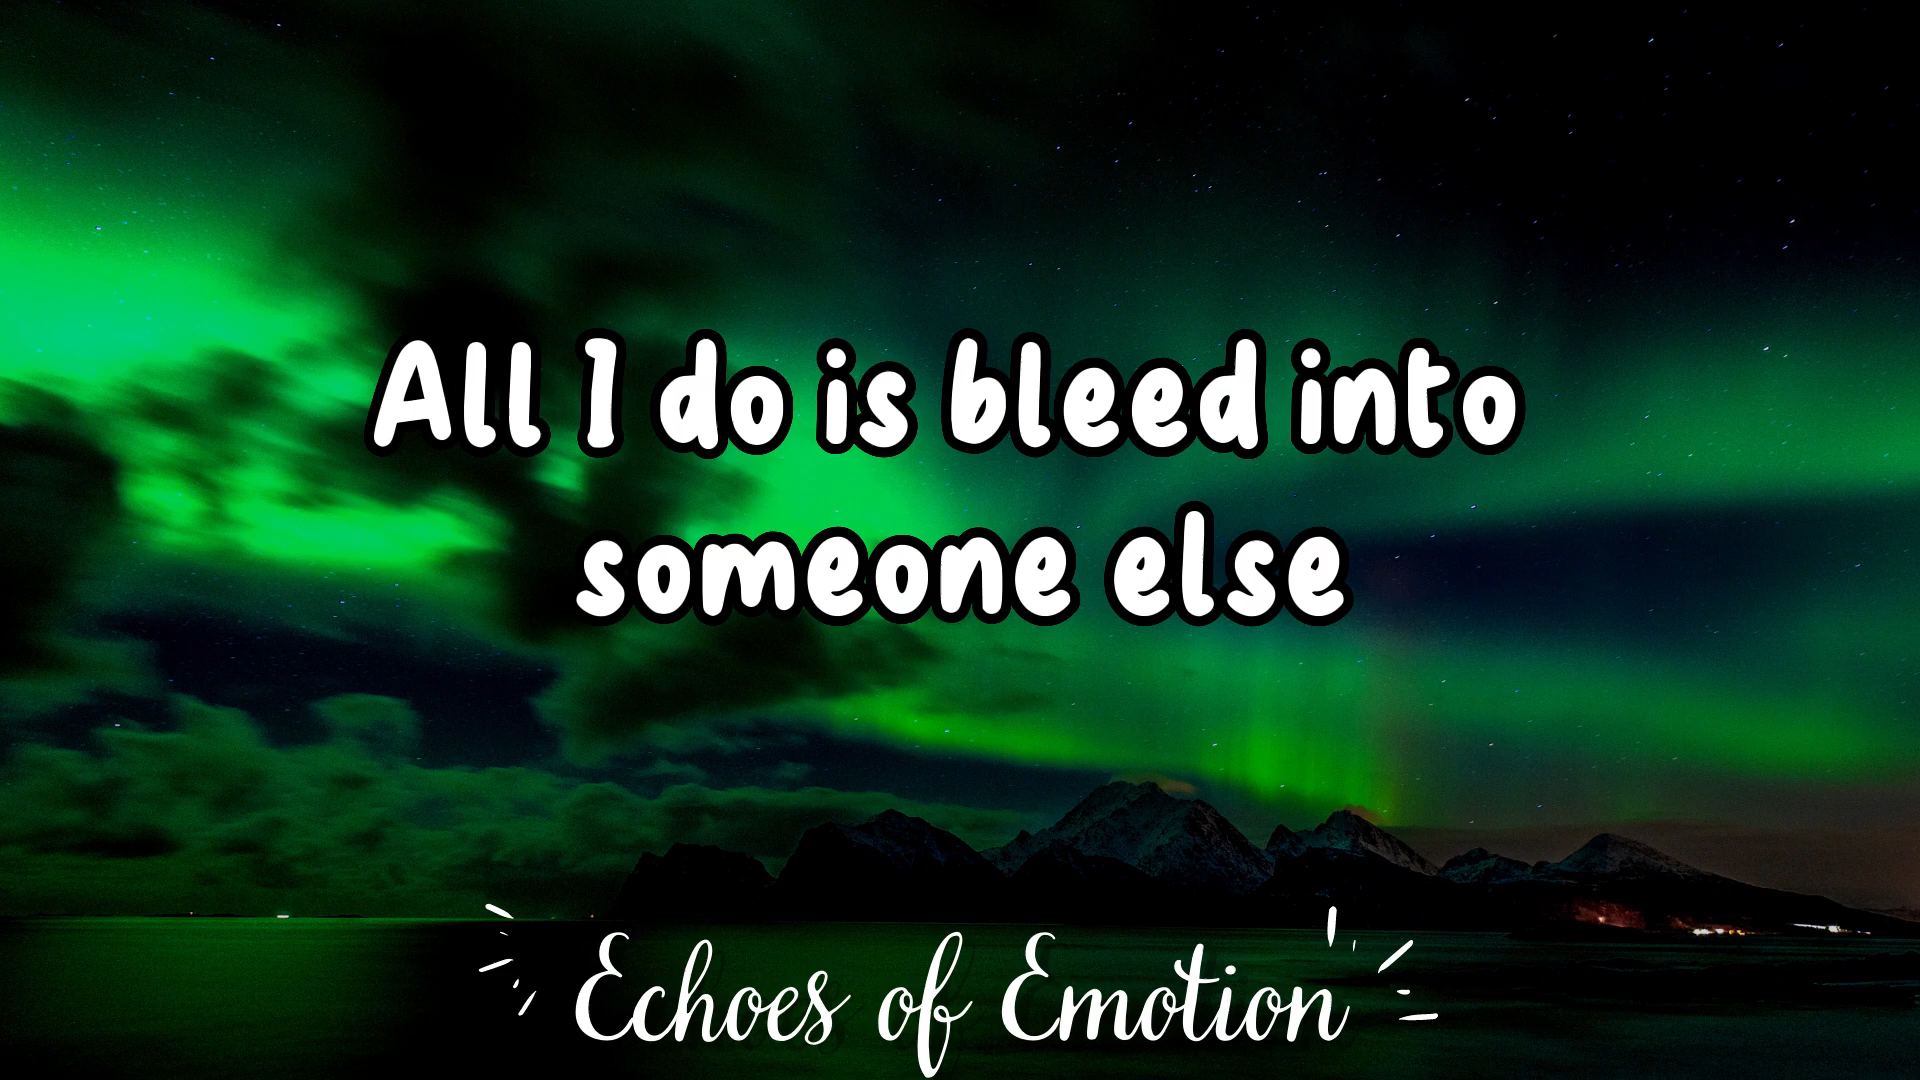 All I do is bleed into
someone else
Echoes of Emotion